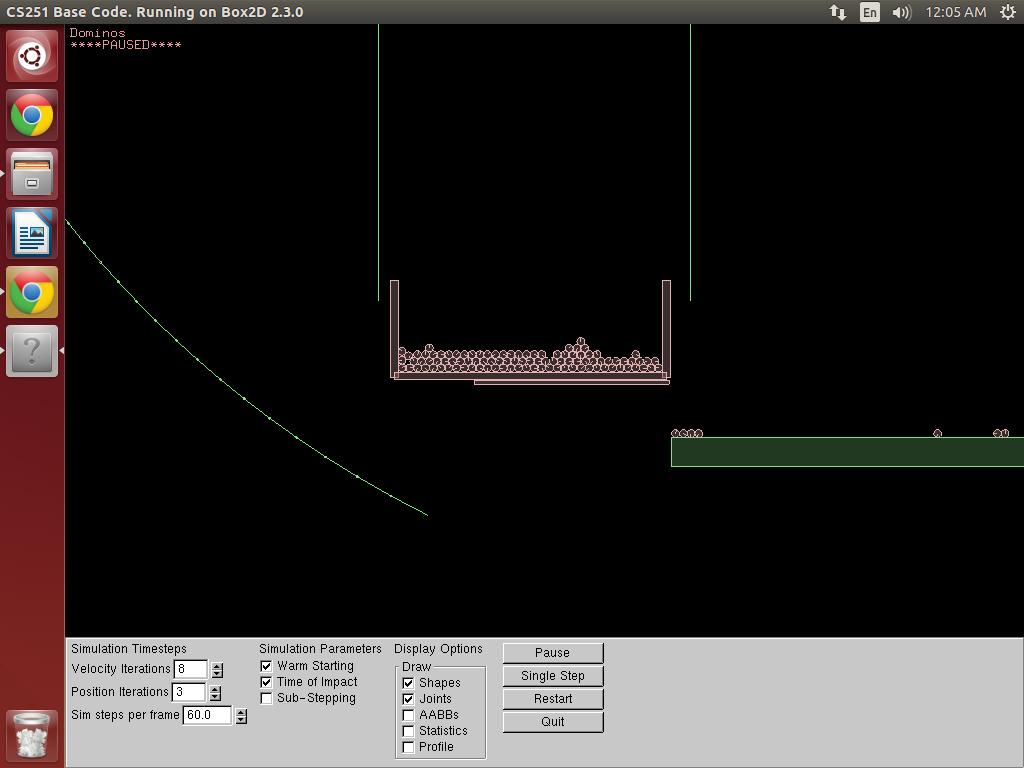 CS251 Base Code. Running on Box2D 2.3.0
En
12:05 AM
Dominos
****PAUSED****
?
Simulation Timesteps
Velocity Iterations 8
Position Iterations 3
Sim steps per frame 60.0
Simulation Parameters
Warm Starting
Time of Impact
Sub-Stepping
Display Options
Draw
Shapes
Joints
AABBs
Statistics
Profile
Pause
Single Step
Restart
Quit